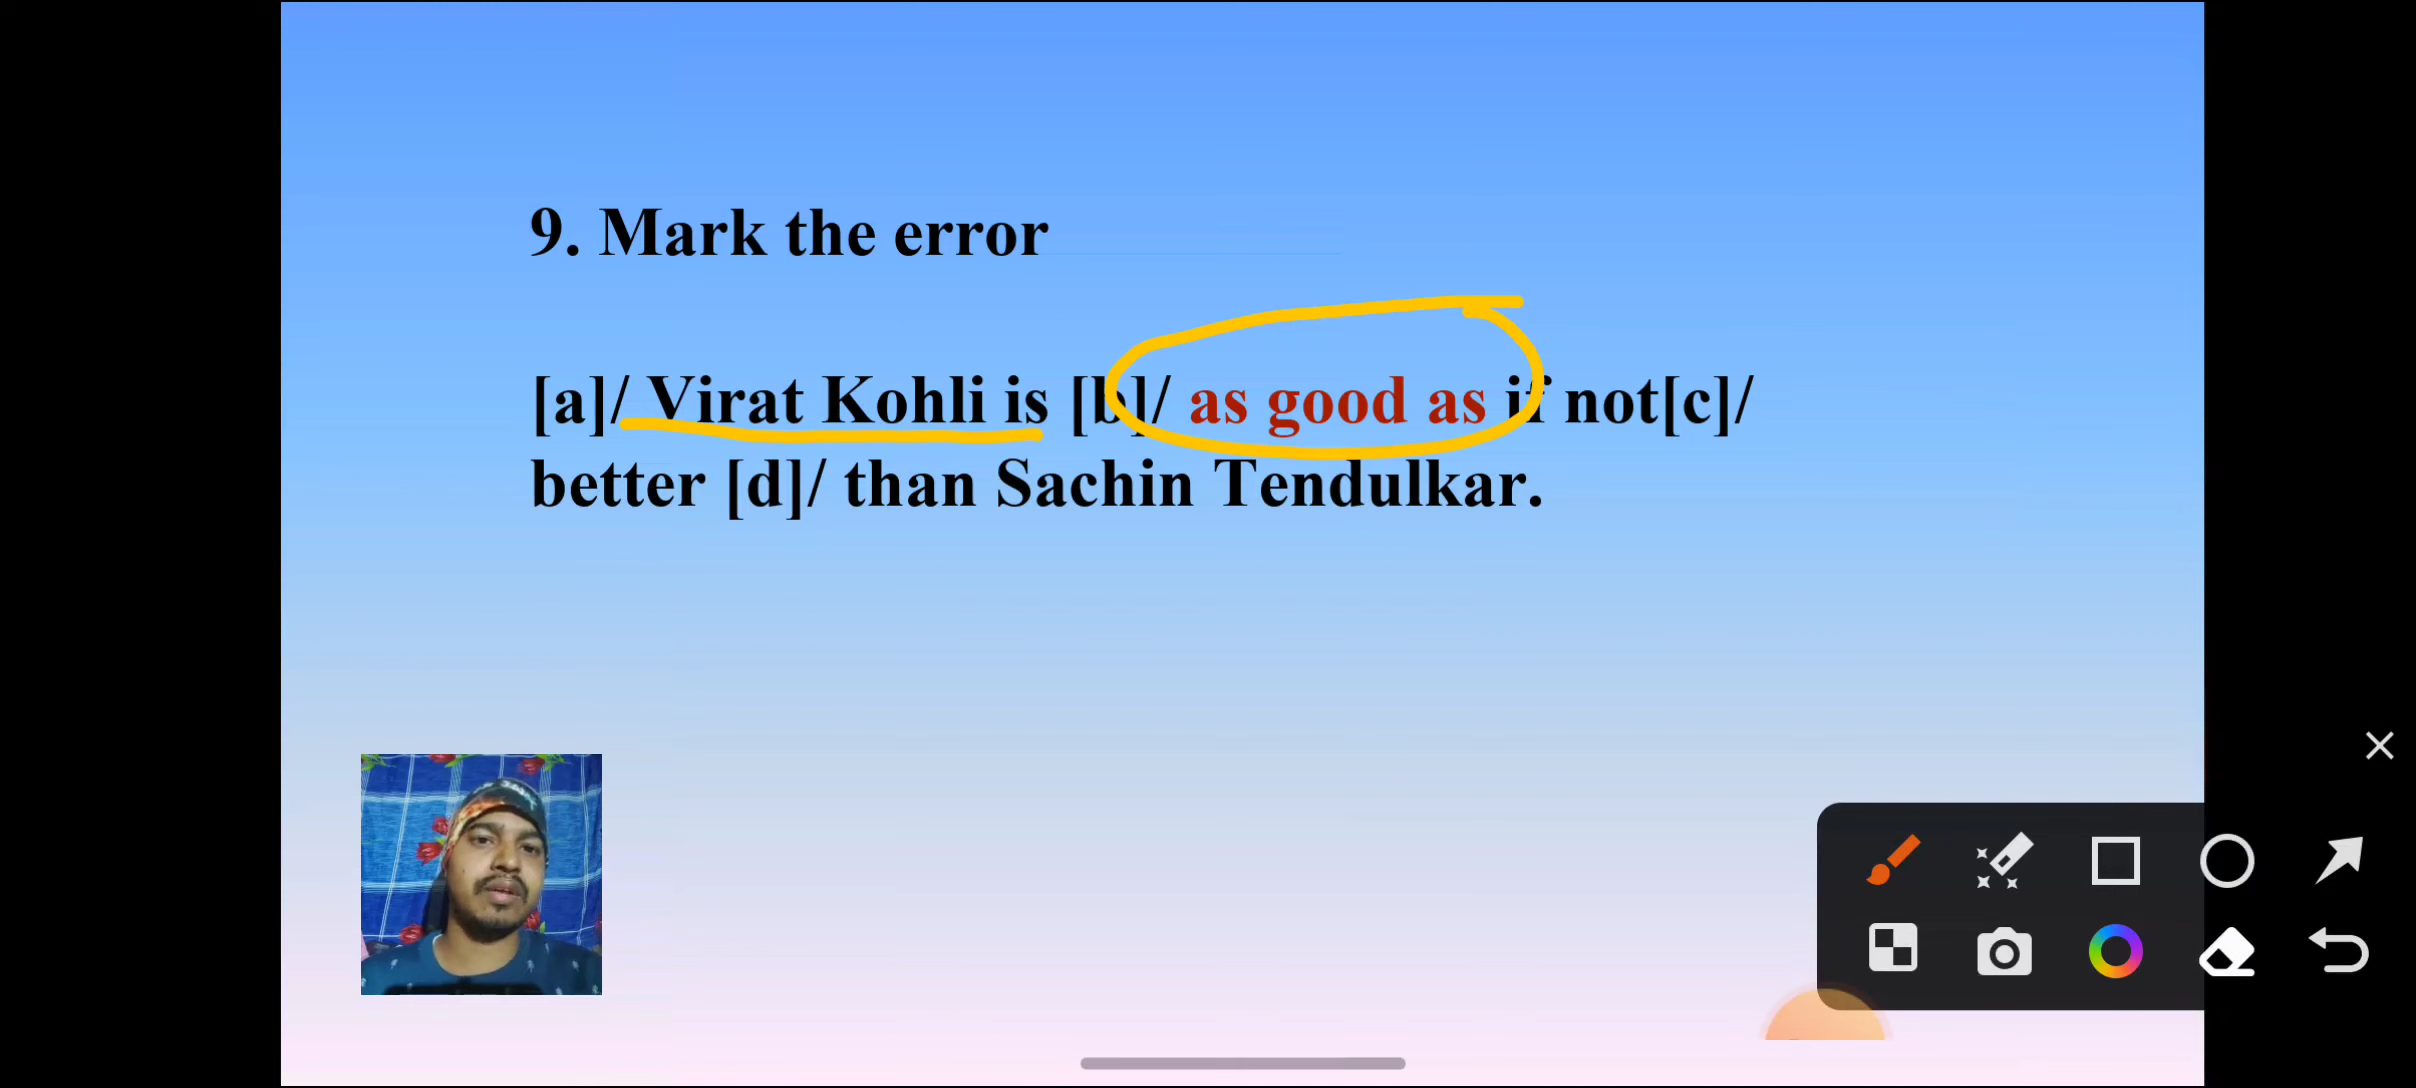 9. Mark the error
[a]/ Virat Kohli is [b]/ as good as if not[c]/
better [d]/ than Sachin Tendulkar.